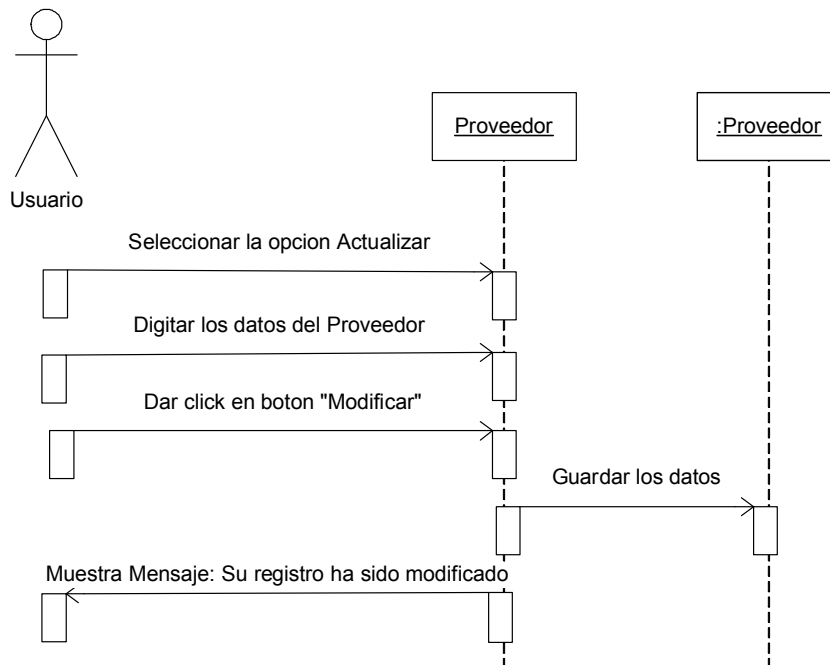 Proveedor
:Proveedor
Usuario
Seleccionar la opcion Actualizar
Digitar los datos del Proveedor
Dar click en boton "Modificar"
Guardar los datos
Muestra Mensaje: Su registro ha sido modificado